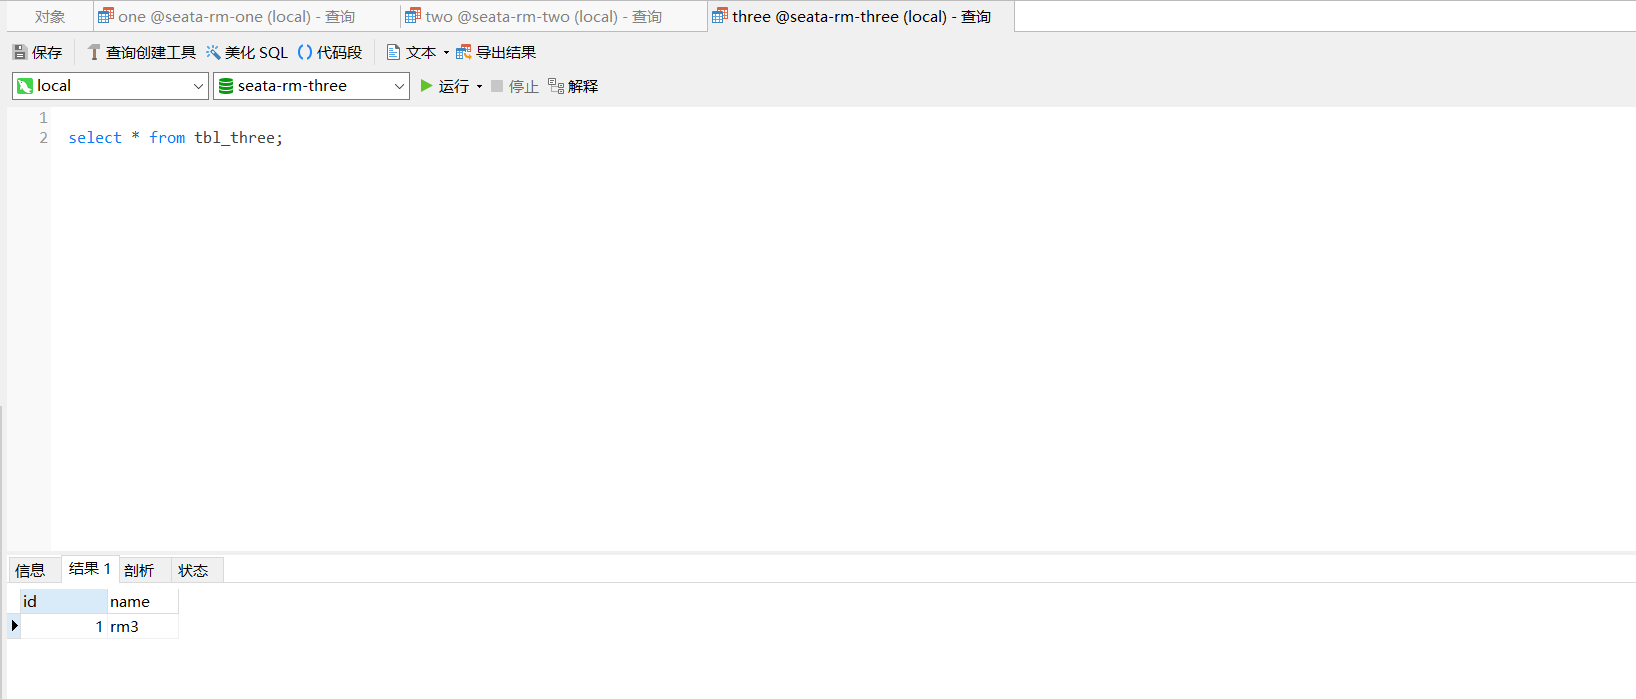 对象 one @seata-rm-one (local) - 查询 two @seata-rm-two (local) - 查询 three @seata-rm-three (local) - 查询
保存 查询创建工具 美化 SQL 代码段 文本 导出结果
local seata-rm-three 运行 停止 解释
1
2 select * from tbl_three;
信息 结果 1 剖析 状态
id name
1 rm3